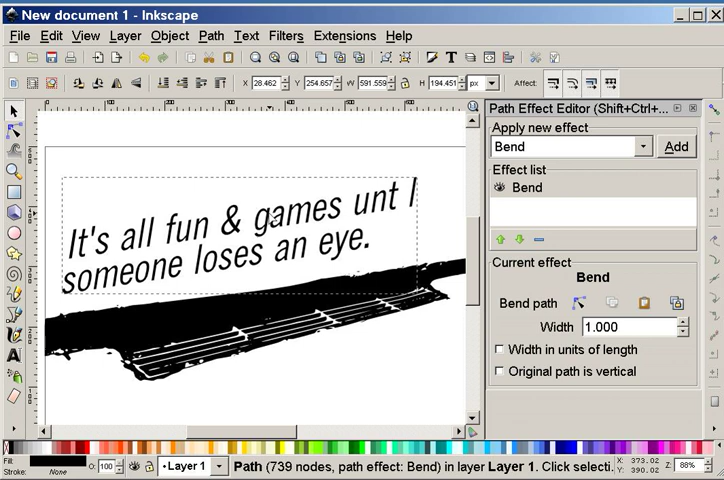 New document 1 - Inkscape
File Edit View Layer Object Path Text Filters Extensions Help
X 28.462 Y 254.657 W 591.559 H 194.451 px Affect:
Path Effect Editor (Shift+Ctrl+...
Apply new effect
Bend Add
Effect list
Bend
Current effect
Bend
Bend path
Width 1.000
Width in units of length
Original path is vertical
It's all fun & games unt l
someone loses an eye.
Fill:
Stroke: None
O: 100
Layer 1
Path (739 nodes, path effect: Bend) in layer Layer 1. Click selecti.
X: 373.02
Y: 390.02
Z: 88%